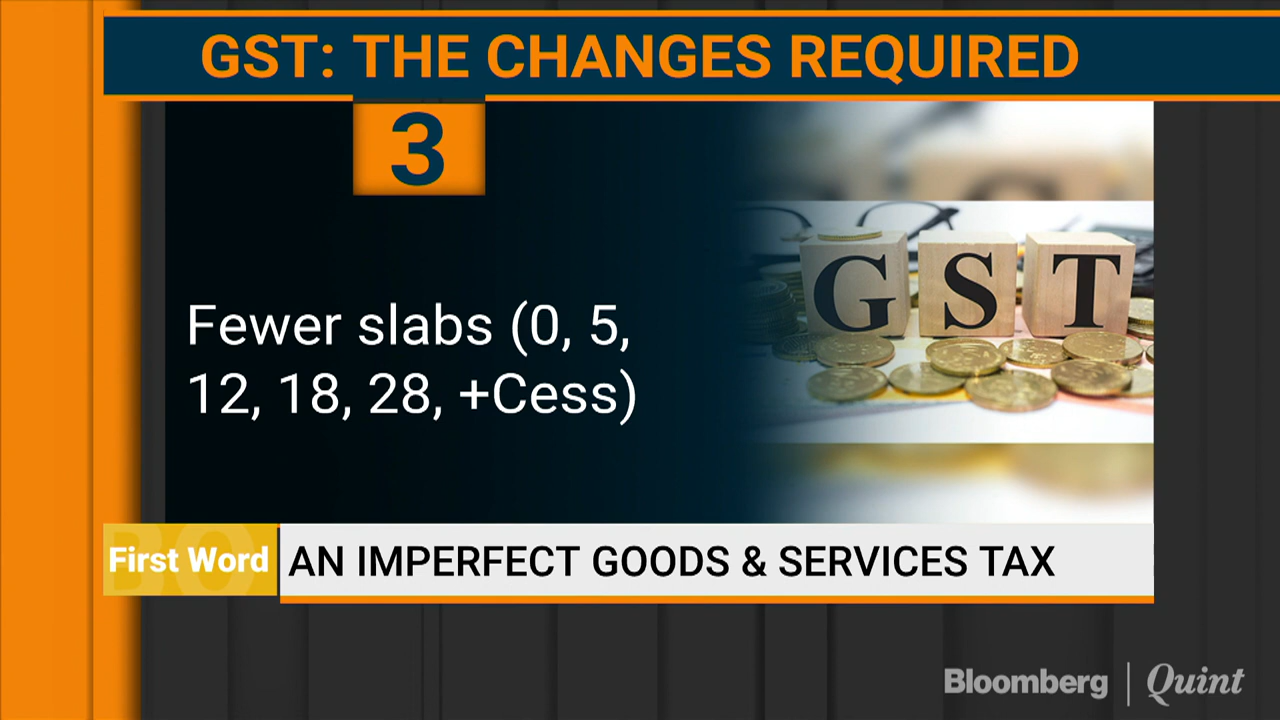 GST: THE CHANGES REQUIRED
3
Fewer slabs (0, 5,
12, 18, 28, +Cess)
G S T
First Word
AN IMPERFECT GOODS & SERVICES TAX
Bloomberg | Quint